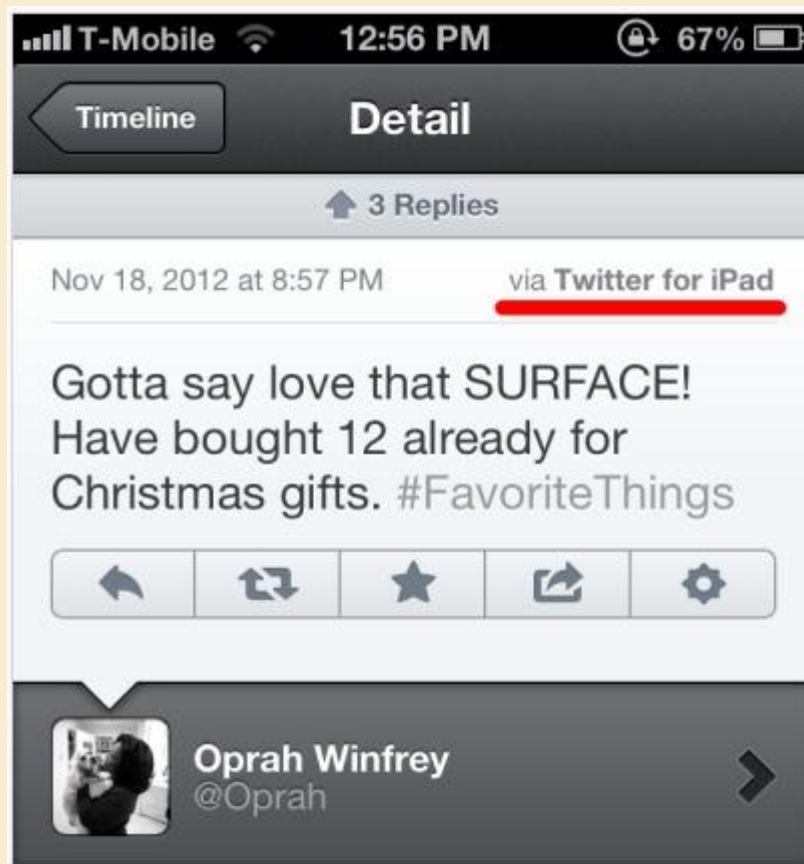 T-Mobile 12:56 PM 67%
Timeline Detail
3 Replies
Nov 18, 2012 at 8:57 PM via Twitter for iPad
Gotta say love that SURFACE!
Have bought 12 already for
Christmas gifts. #FavoriteThings
Oprah Winfrey
@Oprah